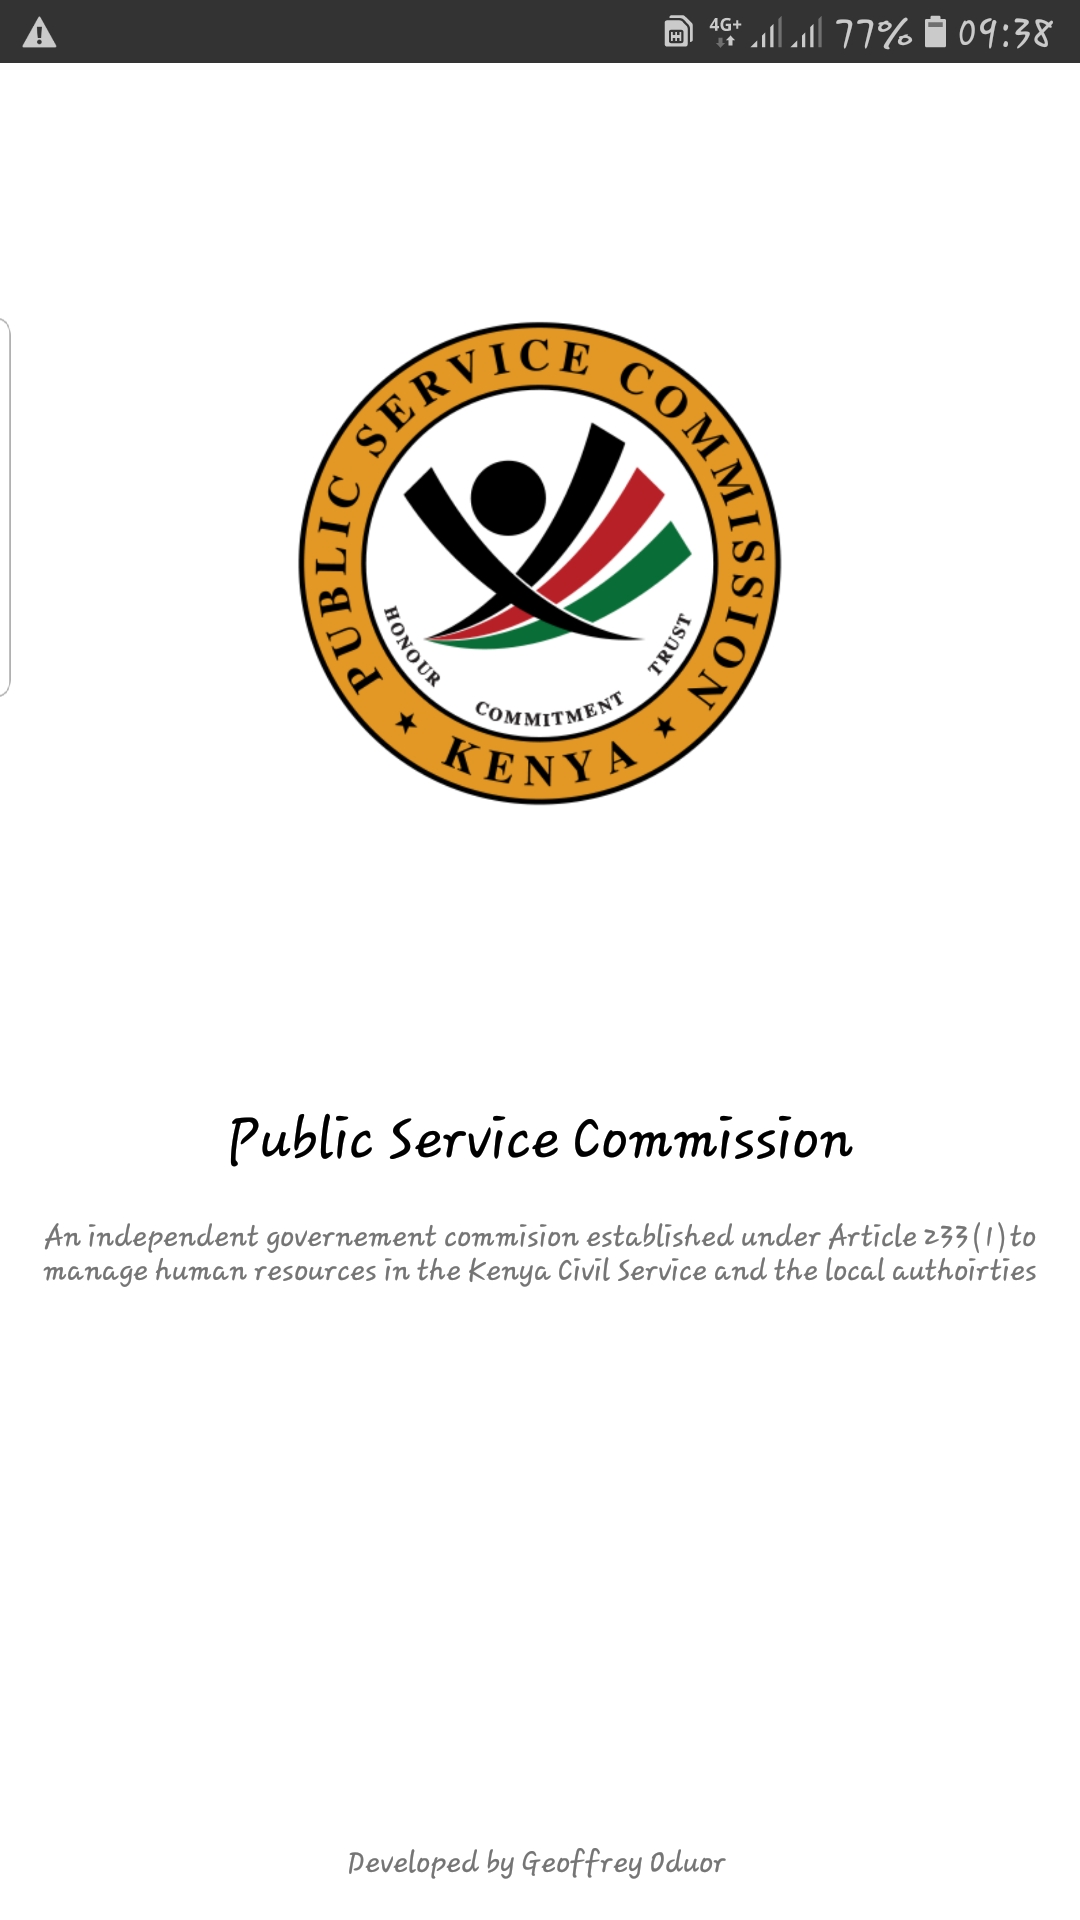 4G+ 77% 09:38
PUBLIC SERVICE COMMISSION
HONOUR COMMITMENT TRUST
★ KENYA ★
Public Service Commission
An independent governement commision established under Article 233(1)to
manage human resources in the Kenya Civil Service and the local authoirties
Developed by Geoffrey Oduor